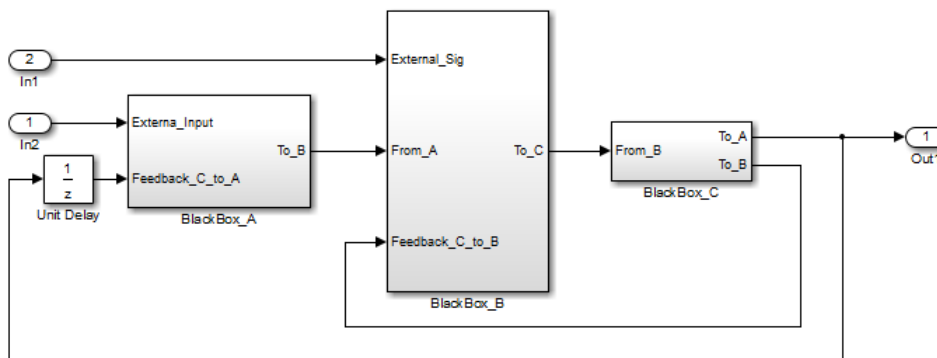 2
In1
External_Sig
1
In2
Externa_Input
To_B
Feedback_C_to_A
BlackBox_A
1
z
Unit Delay
From_A
To_C
Feedback_C_to_B
BlackBox_B
From_B
To_A
To_B
BlackBox_C
1